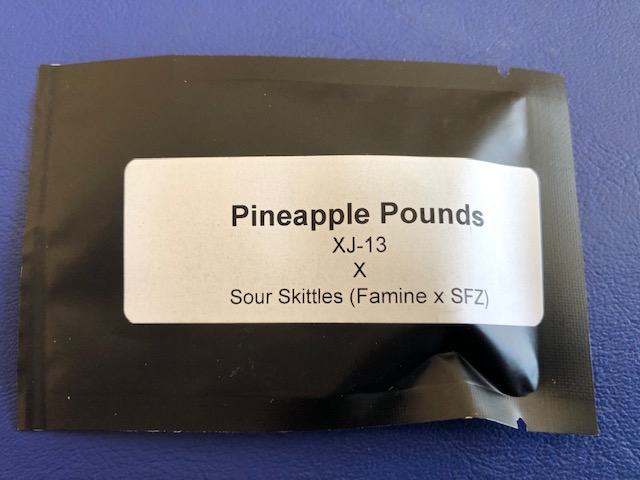 Pineapple Pounds
XJ-13
X
Sour Skittles (Famine x SFZ)